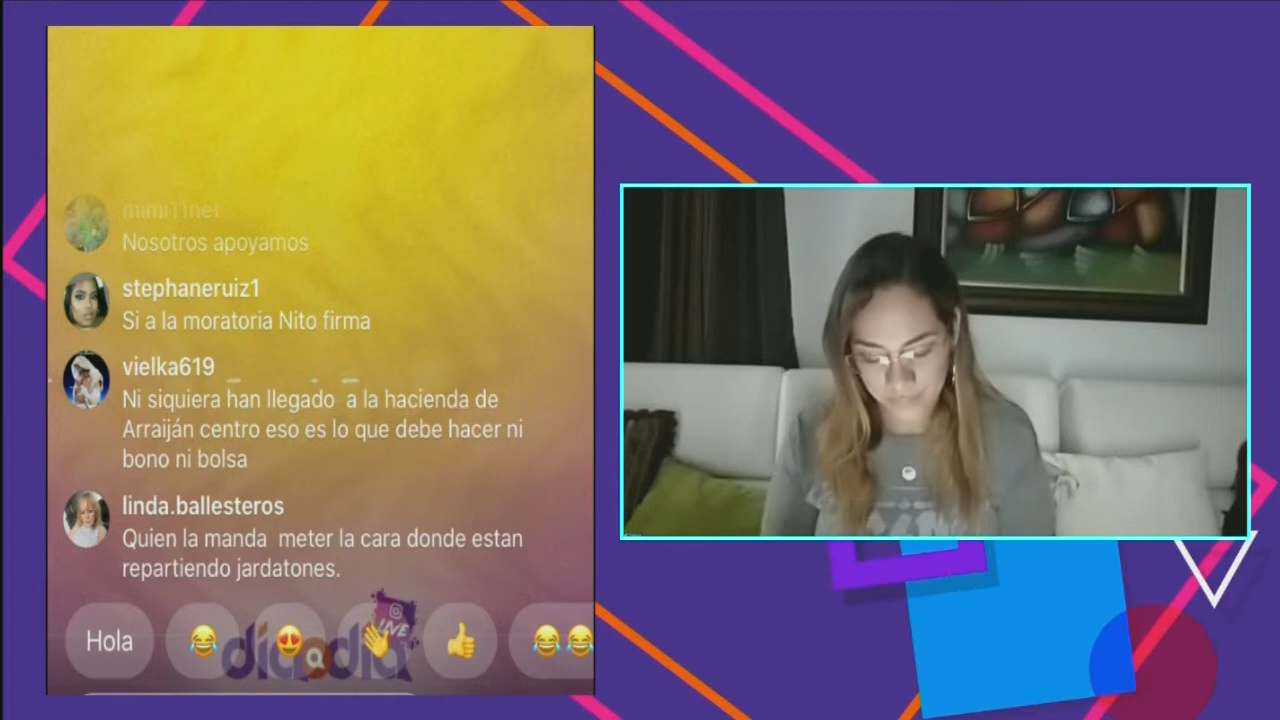 mimi1net
Nosotros apoyamos
stephaneruiz1
Si a la moratoria Nito firma
vielka619
Ni siquiera han llegado a la hacienda de
Arraiján centro eso es lo que debe hacer ni
bono ni bolsa
linda.ballesteros
Quien la manda meter la cara donde estan
repartiendo jardatones.
Hola
LIVE
díaadía